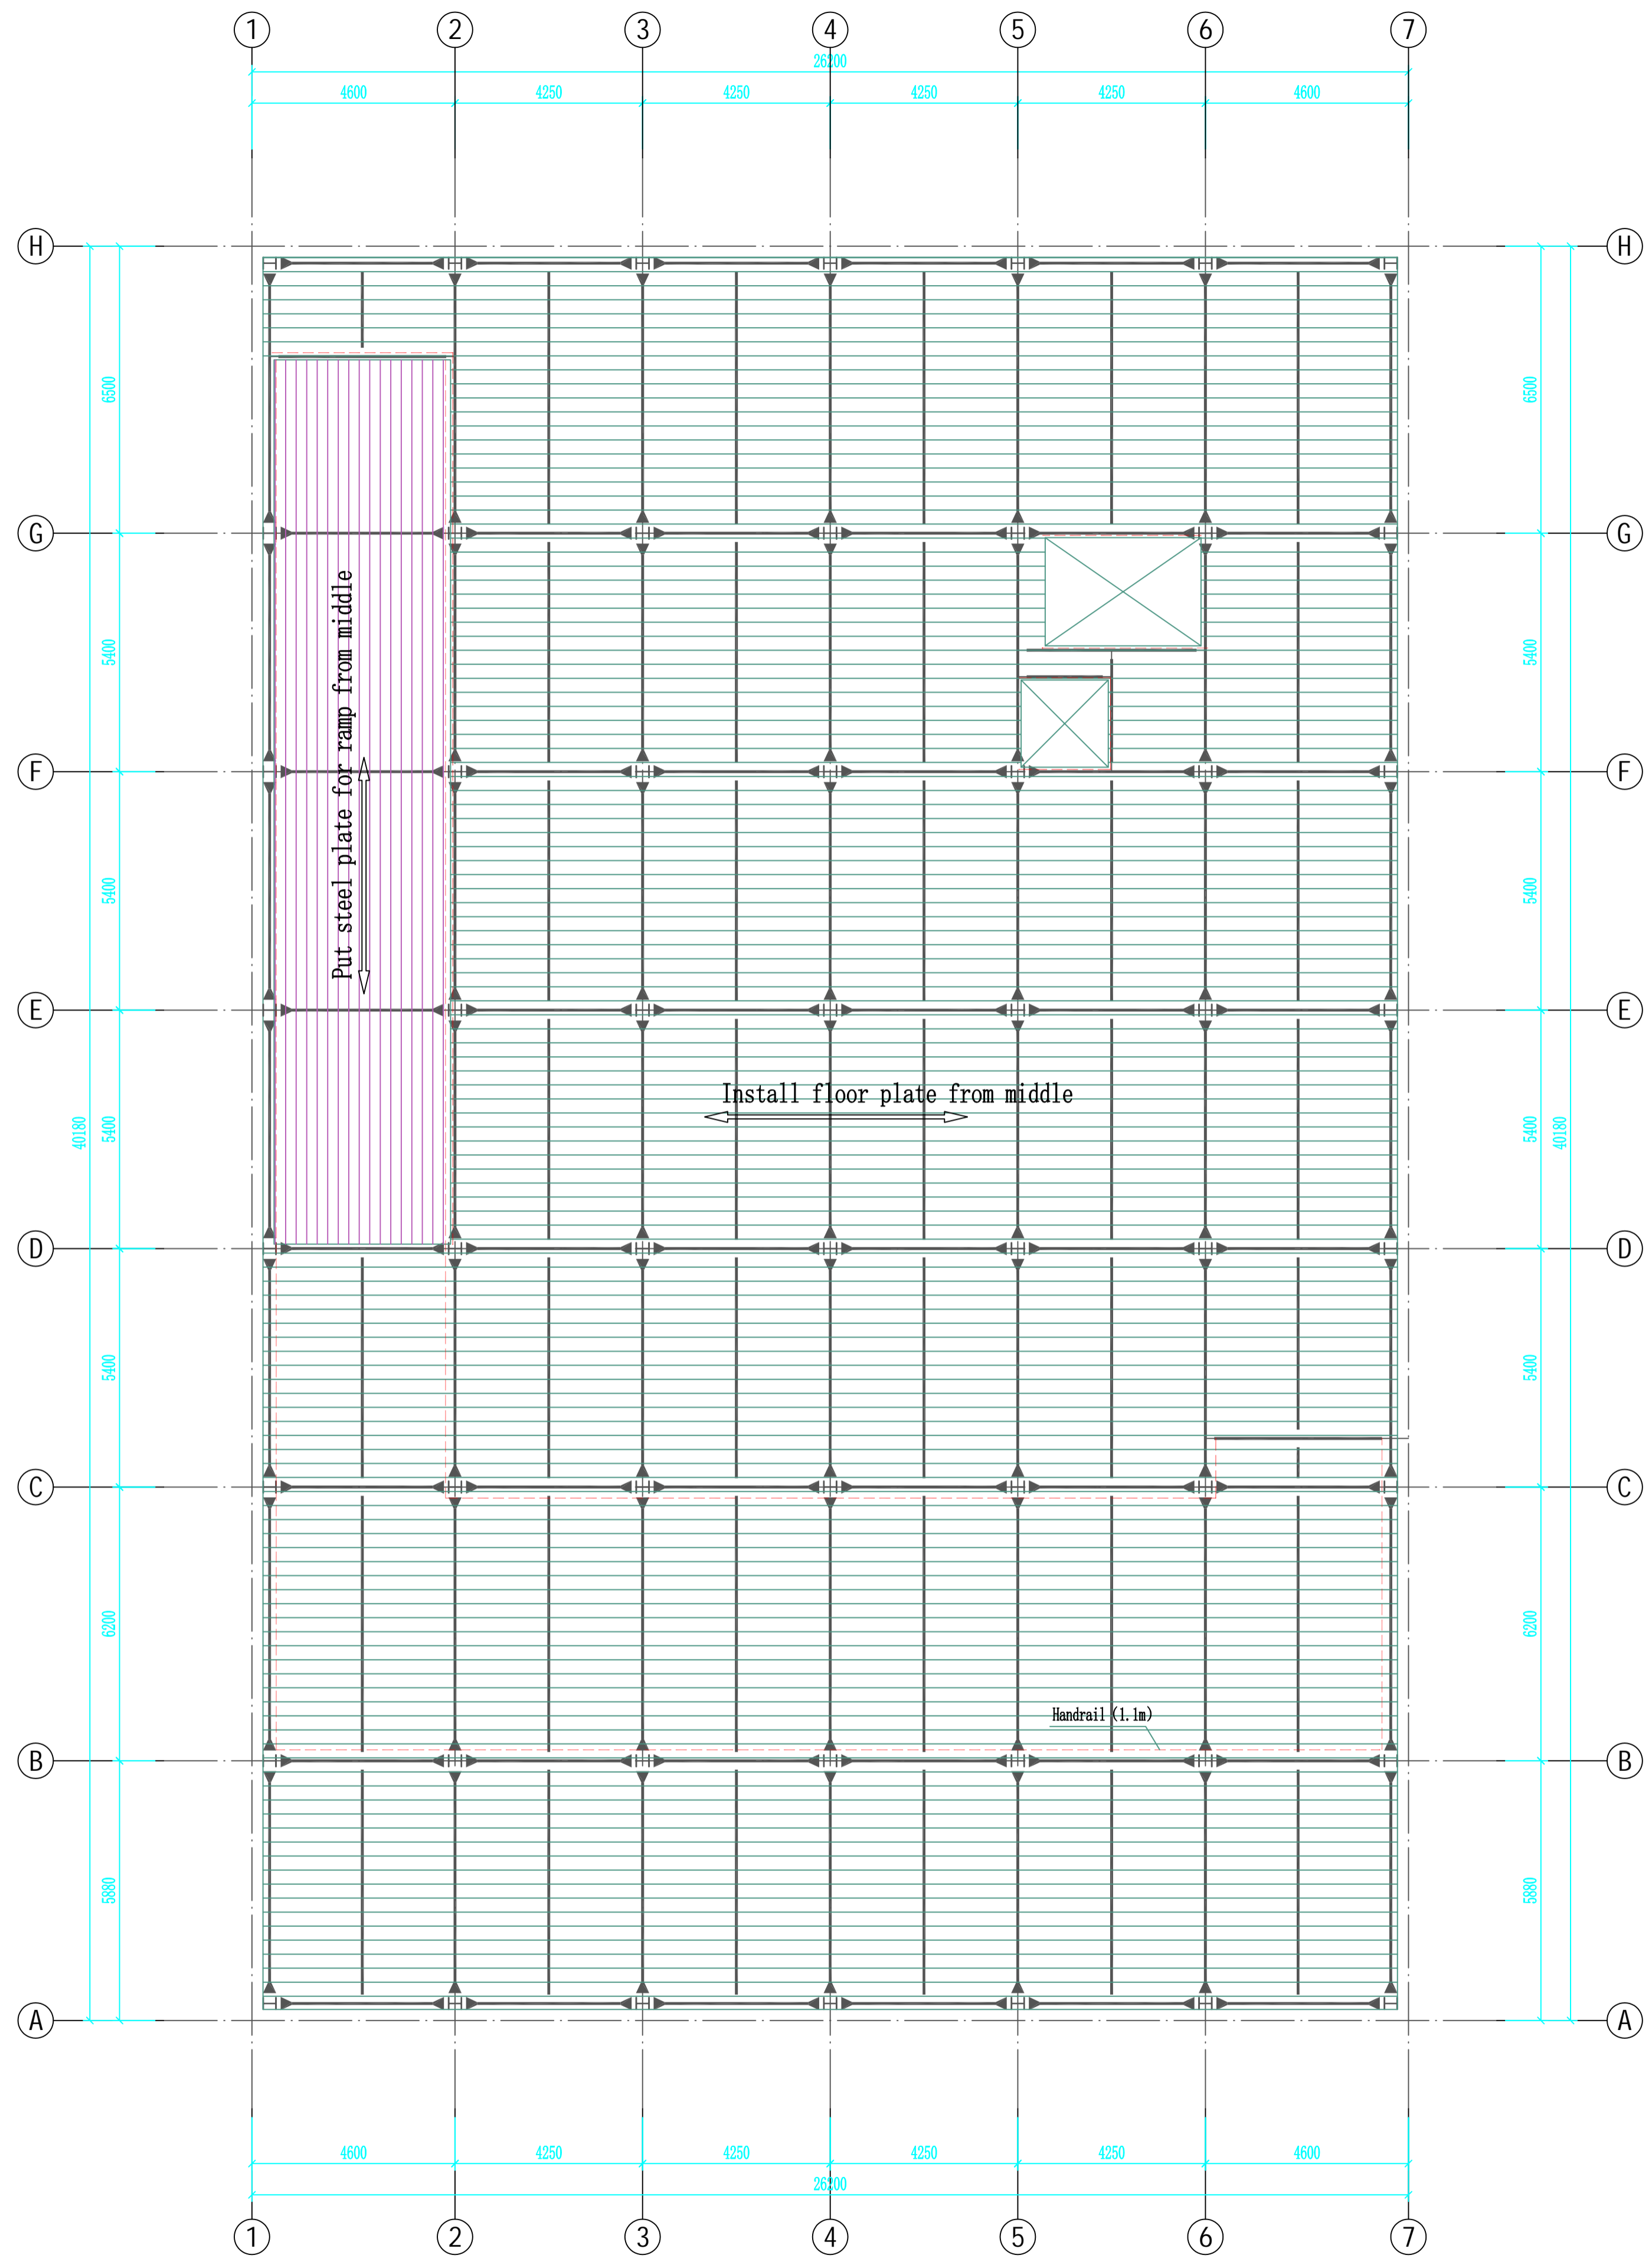 1 2 3 4 5 6 7
26200
4600 4250 4250 4250 4250 4600
H H
6500 6500
G G
5400 5400
F F
Put steel plate for ramp from middle
5400 5400
E E
Install floor plate from middle
40180 5400 5400 40180
D D
5400 5400
C C
6200 6200
Handrail (1.1m)
B B
5880 5880
A A
4600 4250 4250 4250 4250 4600
26200
1 2 3 4 5 6 7